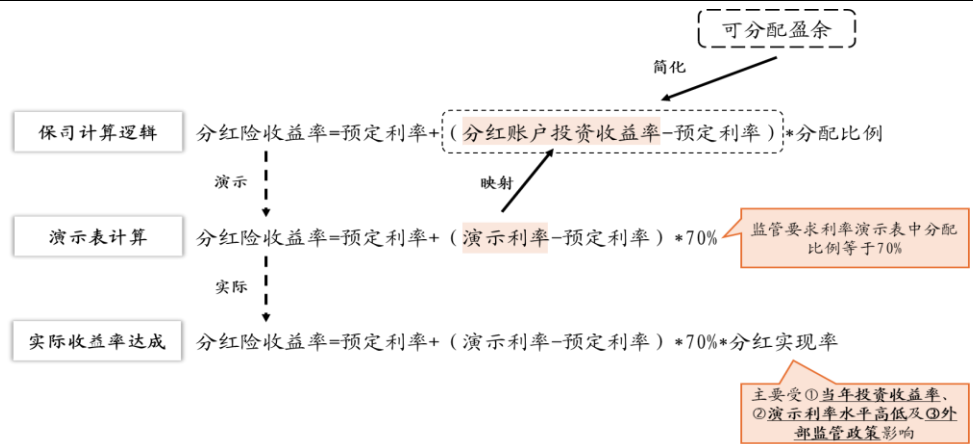 可分配盈余
简化
保司计算逻辑
分红险收益率=预定利率+(分红账户投资收益率-预定利率)*分配比例
演示
映射
演示表计算
分红险收益率=预定利率+(演示利率-预定利率)*70%
监管要求利率演示表中分配
比例等于70%
实际
实际收益率达成
分红险收益率=预定利率+(演示利率-预定利率)*70%*分红实现率
主要受①当年投资收益率、
②演示利率水平高低及③外
部监管政策影响